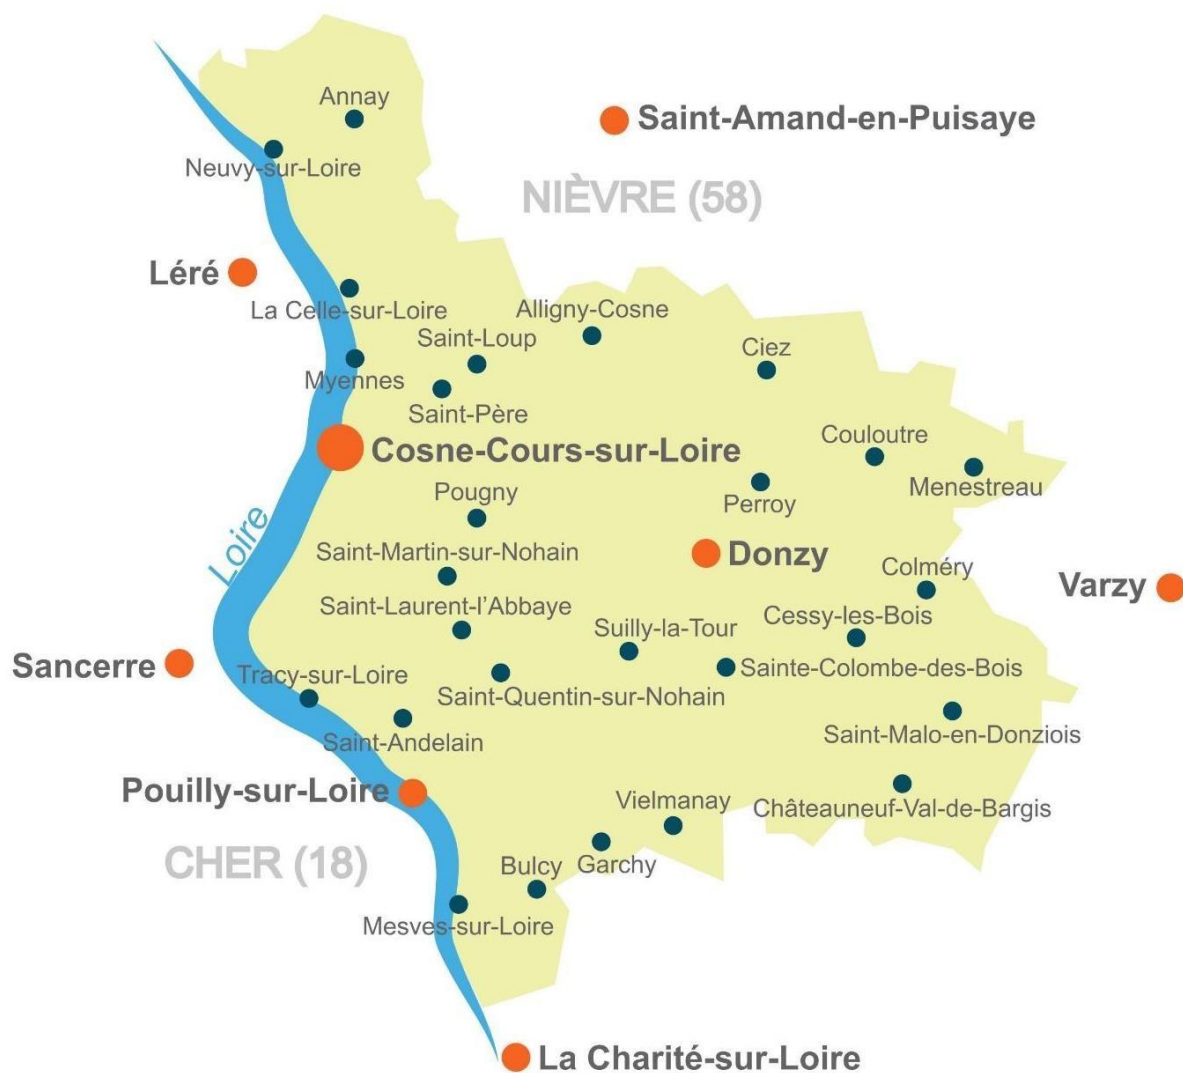 Annay
Saint-Amand-en-Puisaye
Neuvy-sur-Loire
NIÈVRE (58)
Léré
La Celle-sur-Loire
Alligny-Cosne
Saint-Loup
Ciez
Myennes
Saint-Père
Couloutre
Cosne-Cours-sur-Loire
Menestreau
Pougny
Perroy
Loire
Saint-Martin-sur-Nohain
Donzy
Colméry
Varzy
Saint-Laurent-l’Abbaye
Cessy-les-Bois
Suilly-la-Tour
Sancerre
Tracy-sur-Loire
Sainte-Colombe-des-Bois
Saint-Quentin-sur-Nohain
Saint-Andelain
Saint-Malo-en-Donziois
Pouilly-sur-Loire
Vielmanay
Châteauneuf-Val-de-Bargis
CHER (18)
Bulcy
Garchy
Mesves-sur-Loire
La Charité-sur-Loire